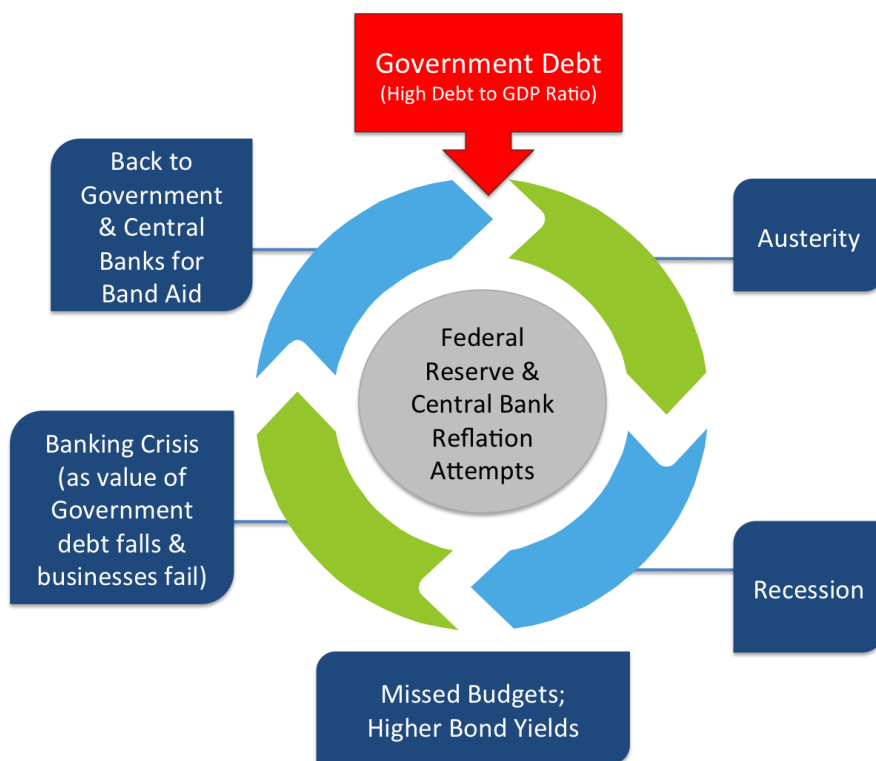 Government Debt
(High Debt to GDP Ratio)
Back to
Government
& Central
Banks for
Band Aid
Austerity
Federal
Reserve &
Central Bank
Reflation
Attempts
Banking Crisis
(as value of
Government
debt falls &
businesses fail)
Recession
Missed Budgets;
Higher Bond Yields